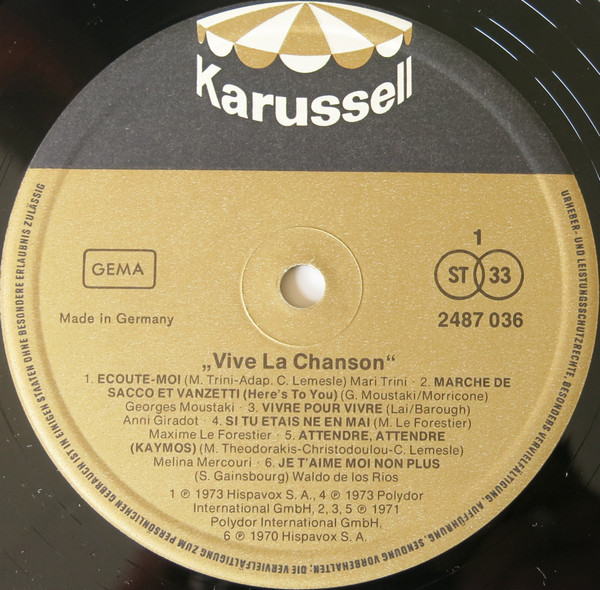 Karussell
GEMA
Made in Germany
1
ST 33
2487 036
„Vive La Chanson“
1. ECOUTE-MOI (M. Trini-Adap. C. Lemesle) Mari Trini · 2. MARCHE DE
SACCO ET VANZETTI (Here's To You) (G. Moustaki/Morricone)
Georges Moustaki · 3. VIVRE POUR VIVRE (Lai/Barough)
Anni Giradot · 4. SI TU ETAIS NE EN MAI (M. Le Forestier)
Maxime Le Forestier · 5. ATTENDRE, ATTENDRE
(KAYMOS) (M. Theodorakis-Christodoulou-C. Lemesle)
Melina Mercouri · 6. JE T'AIME MOI NON PLUS
(S. Gainsbourg) Waldo de los Rios
1 ℗ 1973 Hispavox S. A., 4 ℗ 1973 Polydor
International GmbH, 2, 3, 5 ℗ 1971
Polydor International GmbH,
6 ℗ 1970 Hispavox S. A.
URHEBER- UND LEISTUNGSSCHUTZRECHTE, BESONDERS VERVIELFÄLTIGUNG, AUFFÜHRUNG, SENDUNG VORBEHALTEN; DIE VERVIELFÄLTIGUNG ZUM PERSÖNLICHEN GEBRAUCH IST IN EINIGEN STAATEN OHNE BESONDERE ERLAUBNIS ZULÄSSIG